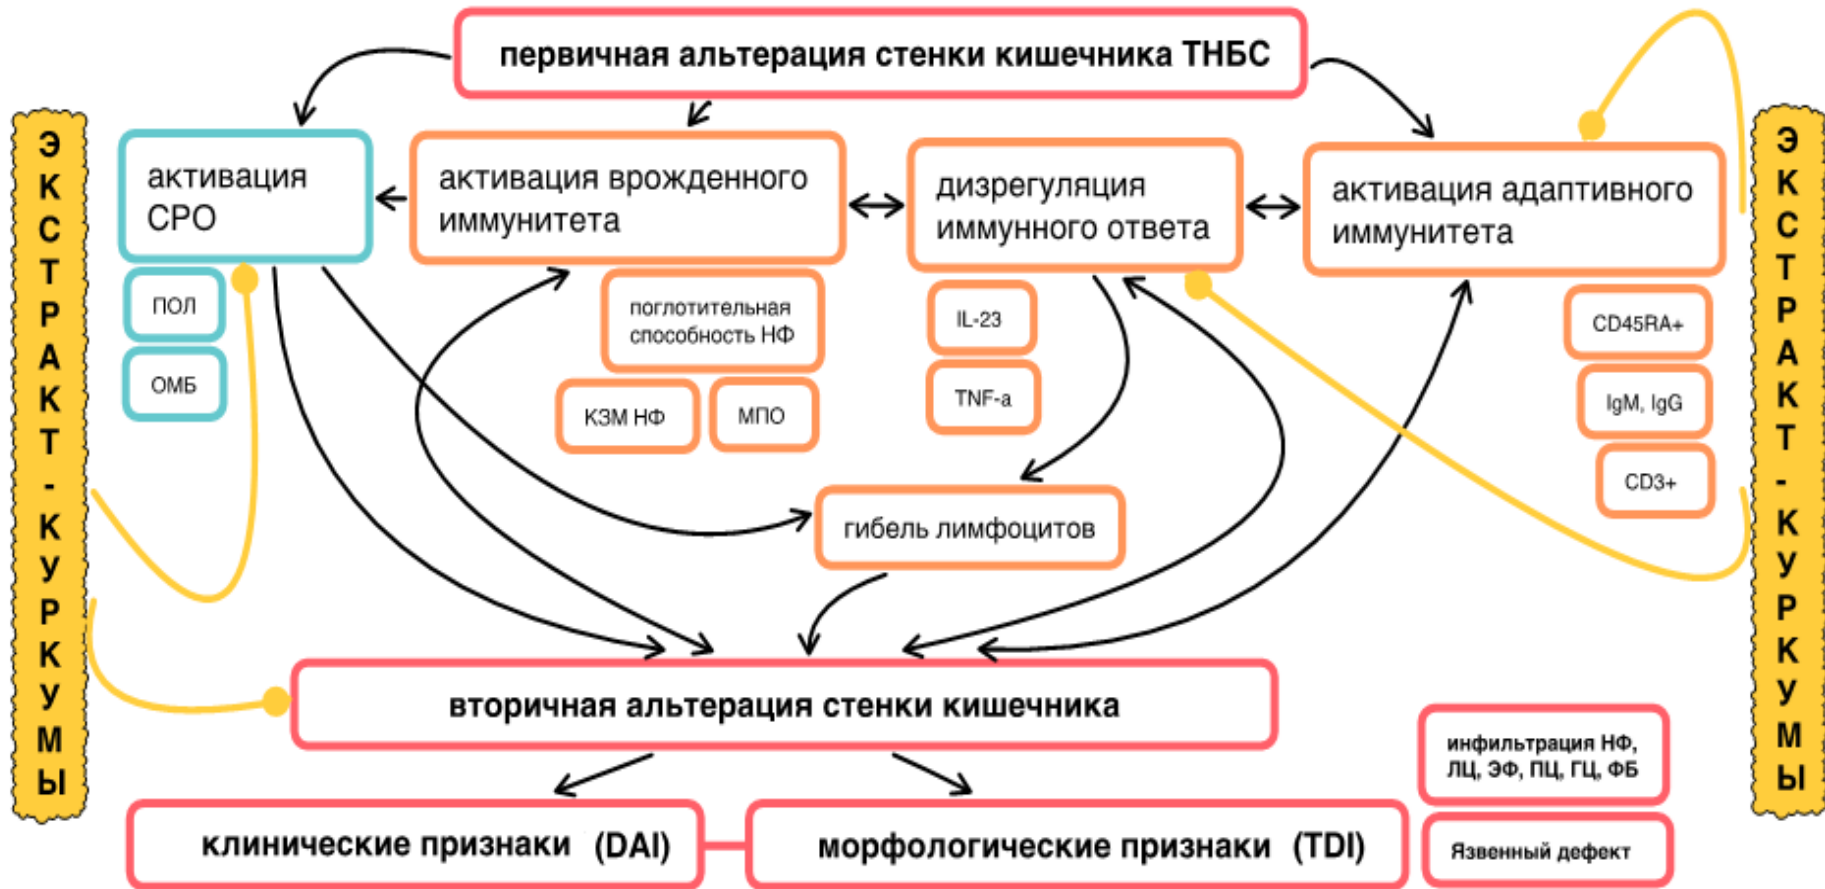 первичная альтерация стенки кишечника ТНБС
ЭКСТРАКТ-КУРКУМЫ
активация
СРО
активация врожденного
иммунитета
дизрегуляция
иммунного ответа
активация адаптивного
иммунитета
ЭКСТРАКТ-КУРКУМЫ
ПОЛ
ОМБ
поглотительная
способность НФ
КЗМ НФ
МПО
IL-23
TNF-a
CD45RA+
IgM, IgG
CD3+
гибель лимфоцитов
вторичная альтерация стенки кишечника
инфильтрация НФ,
ЛЦ, ЭФ, ПЦ, ГЦ, ФБ
клинические признаки (DAI)
морфологические признаки (TDI)
Язвенный дефект